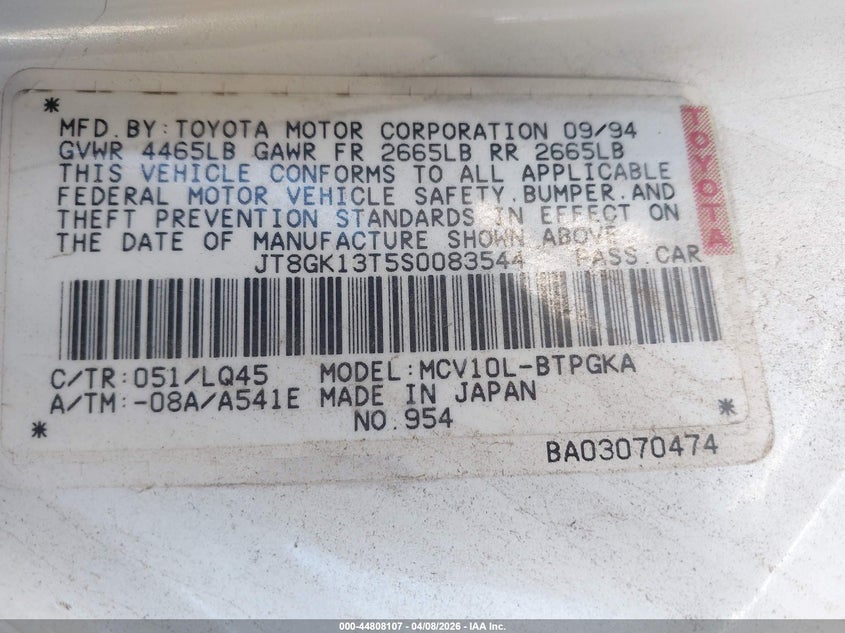 MFD.BY:TOYOTA MOTOR CORPORATION 09/94
GVWR 4465LB GAWR FR 2665LB RR 2665LB
THIS VEHICLE CONFORMS TO ALL APPLICABLE
FEDERAL MOTOR VEHICLE SAFETY.BUMPER.AND
THEFT PREVENTION STANDARDS IN EFFECT ON
THE DATE OF MANUFACTURE SHOWN ABOVE
TOYOTA
JT8GK13T5S0083544 PASS.CAR
C/TR:051/LQ45 MODEL:MCV10L-BTPGKA
A/TM:-08A/A541E MADE IN JAPAN
NO.954
BA03070474
000-44808107 | 04/08/2026 - IAA Inc.